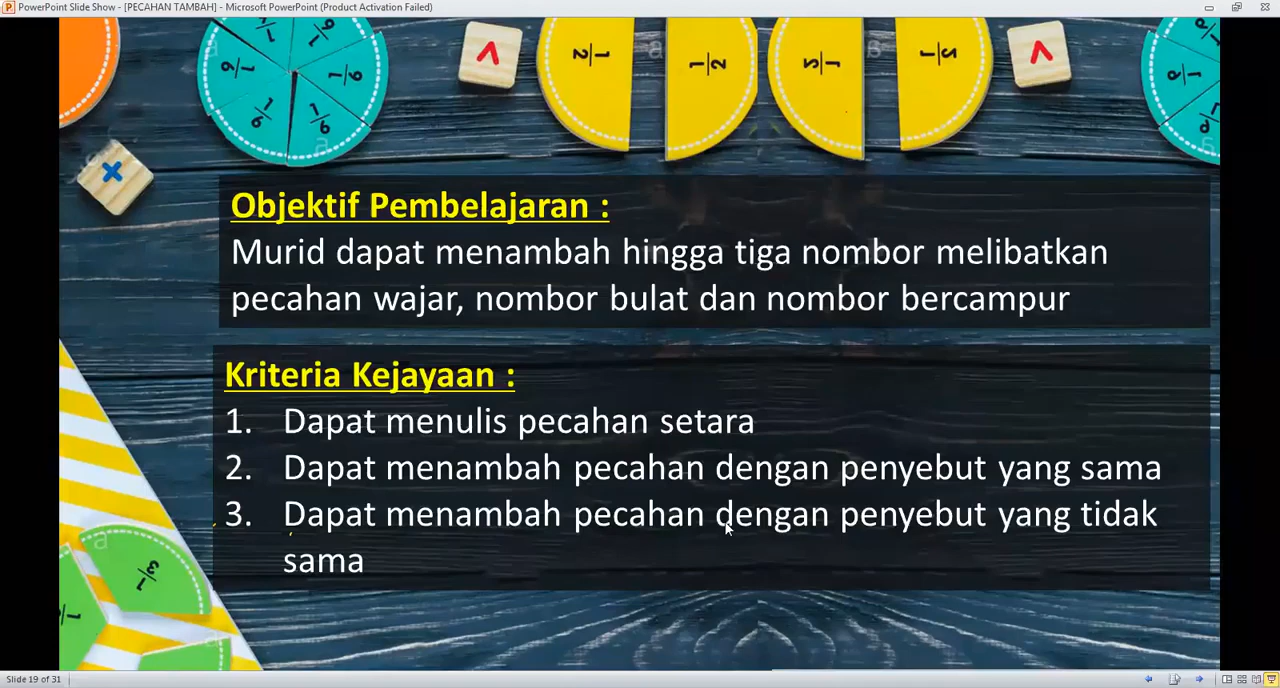 PowerPoint Slide Show - [PECAHAN TAMBAH] - Microsoft PowerPoint (Product Activation Failed)
Objektif Pembelajaran :
Murid dapat menambah hingga tiga nombor melibatkan
pecahan wajar, nombor bulat dan nombor bercampur
Kriteria Kejayaan :
1. Dapat menulis pecahan setara
2. Dapat menambah pecahan dengan penyebut yang sama
3. Dapat menambah pecahan dengan penyebut yang tidak
sama
Slide 19 of 31